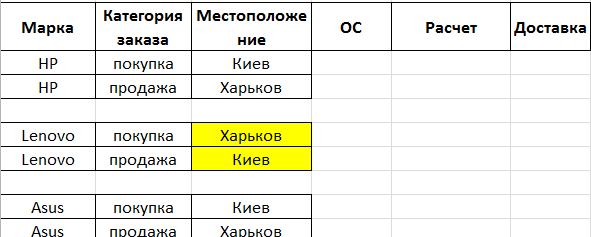 Марка Категория заказа Местоположе ние ОС Расчет Доставка
HP покупка Киев
HP продажа Харьков
Lenovo покупка Харьков
Lenovo продажа Киев
Asus покупка Киев
Asus продажа Харьков